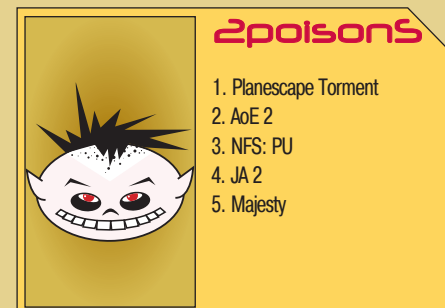 2poisonS
1. Planescape Torment
2. AoE 2
3. NFS: PU
4. JA 2
5. Majesty